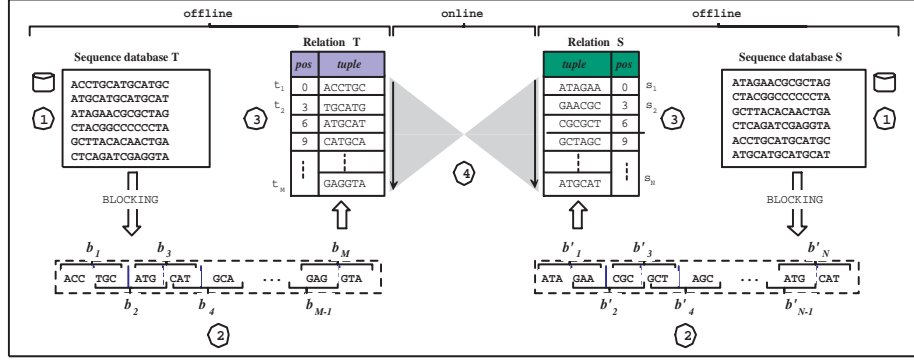 offline online offline
Sequence database T
Relation T
Relation S
Sequence database S
pos tuple
tuple pos
ACCTGCATGCATGC
ATGCATGCATGCAT
ATAGAACGCGCTAG
CTACGGCCCCCCTA
GCTTACACAACTGA
CTCAGATCGAGGTA
1
3
t1 0 ACCTGC
t2 3 TGCATG
6 ATGCAT
9 CATGCA
tM GAGGTA
4
ATAGAA 0 s1
GAACGC 3 s2
CGCGCT 6
GCTAGC 9
ATGCAT sN
3
ATAGAACGCGCTAG
CTACGGCCCCCCTA
GCTTACACAACTGA
CTCAGATCGAGGTA
ACCTGCATGCATGC
ATGCATGCATGCAT
1
BLOCKING
BLOCKING
b1 b3 bM
ACC TGC ATG CAT GCA ... GAG GTA
b2 b4 bM-1
2
b'1 b'3 b'N
ATA GAA CGC GCT AGC ... ATG CAT
b'2 b'4 b'N-1
2